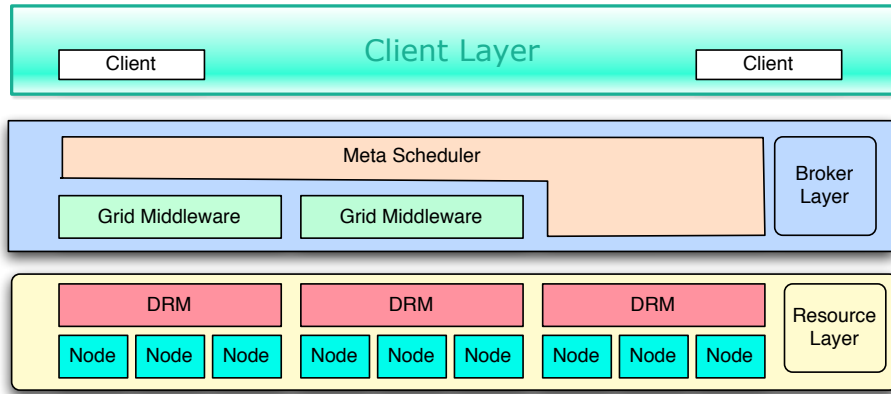 Client Layer
Client
Client
Meta Scheduler
Broker
Layer
Grid Middleware
Grid Middleware
DRM
DRM
DRM
Resource
Layer
Node
Node
Node
Node
Node
Node
Node
Node
Node